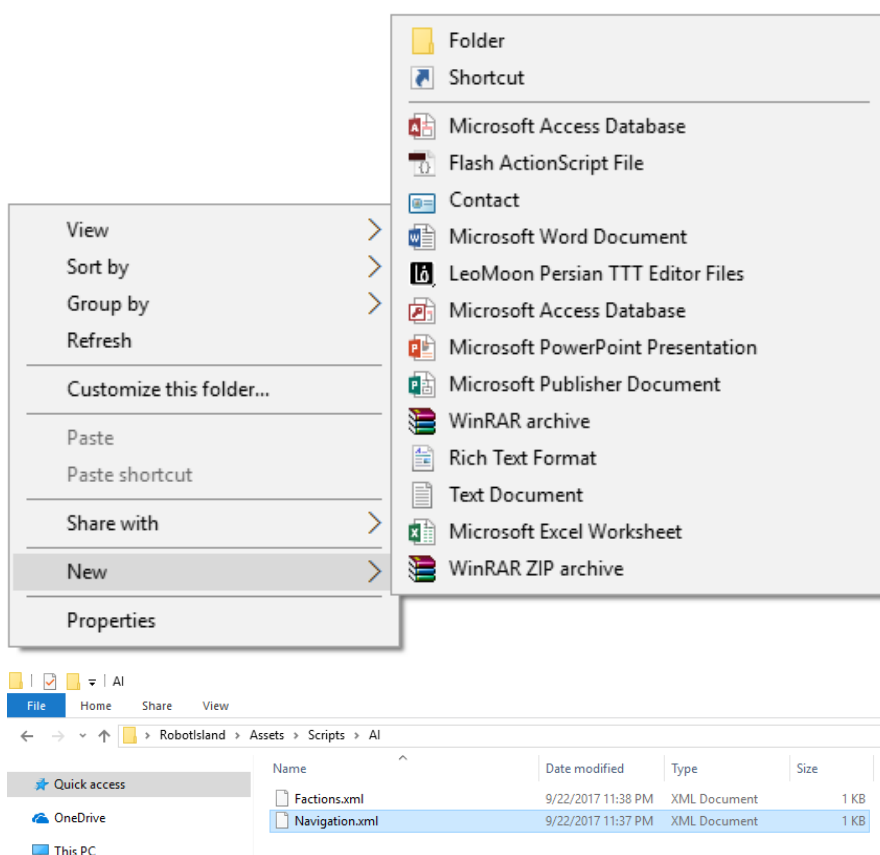 Folder
Shortcut
Microsoft Access Database
Flash ActionScript File
Contact
Microsoft Word Document
LeoMoon Persian TTT Editor Files
Microsoft Access Database
Microsoft PowerPoint Presentation
Microsoft Publisher Document
WinRAR archive
Rich Text Format
Text Document
Microsoft Excel Worksheet
WinRAR ZIP archive
View
Sort by
Group by
Refresh
Customize this folder...
Paste
Paste shortcut
Share with
New
Properties
AI
File Home Share View
RobotIsland › Assets › Scripts › AI
Name Date modified Type Size
Quick access
OneDrive
This PC
Factions.xml 9/22/2017 11:38 PM XML Document 1 KB
Navigation.xml 9/22/2017 11:37 PM XML Document 1 KB